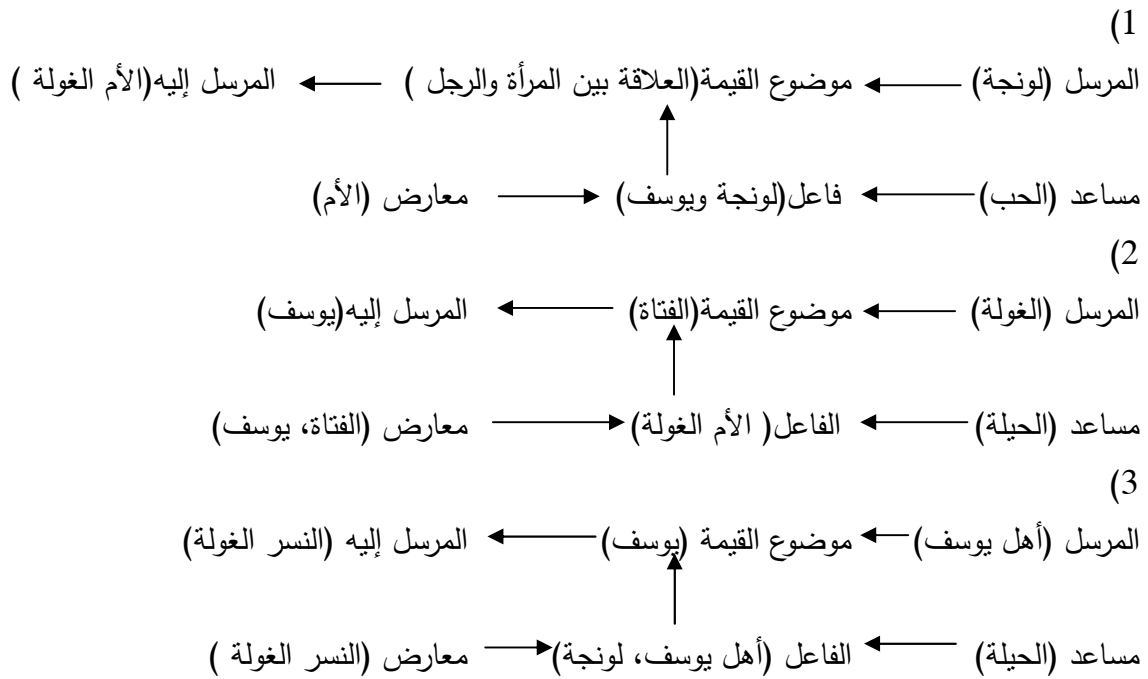 (1
المرسل (لونجة) موضوع القيمة(العلاقة بين المرأة والرجل ) المرسل إليه(الأم الغولة )
مساعد (الحب) فاعل(لونجة ويوسف) معارض (الأم)
(2
المرسل (الغولة) موضوع القيمة(الفتاة) المرسل إليه(يوسف)
مساعد (الحيلة) الفاعل( الأم الغولة) معارض (الفتاة، يوسف)
(3
المرسل (أهل يوسف) موضوع القيمة (يوسف) المرسل إليه (النسر الغولة)
مساعد (الحيلة) الفاعل (أهل يوسف، لونجة) معارض (النسر الغولة )